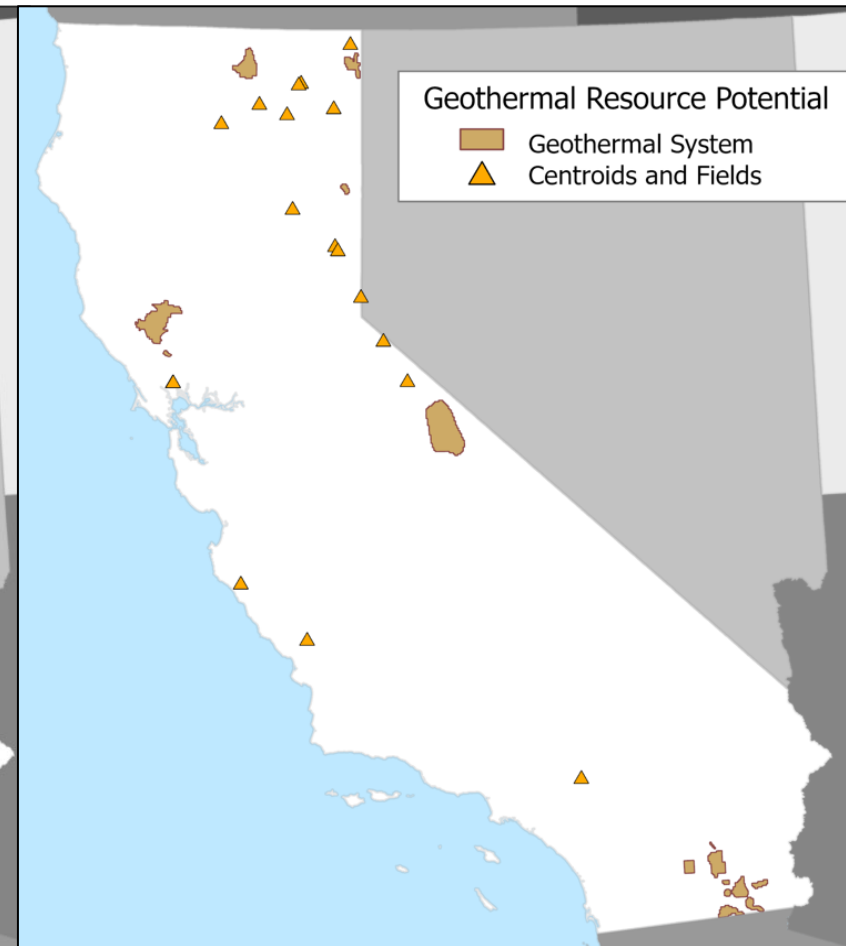 Geothermal Resource Potential
Geothermal System
Centroids and Fields